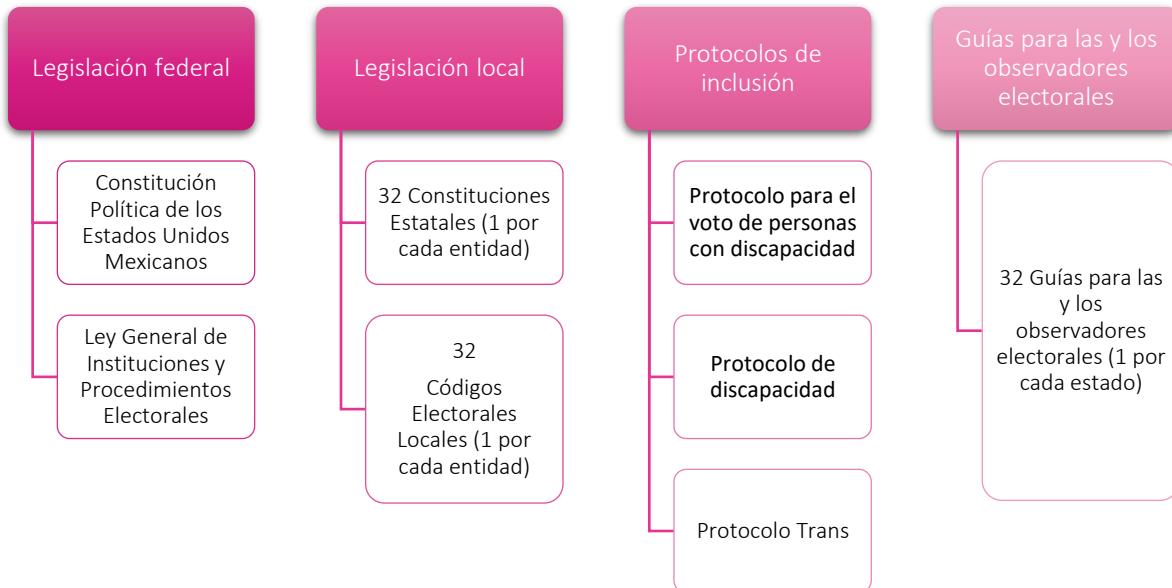 Legislación federal
Constitución
Política de los
Estados Unidos
Mexicanos
Ley General de
Instituciones y
Procedimientos
Electorales
Legislación local
32 Constituciones
Estatales (1 por
cada entidad)
32
Códigos
Electorales
Locales (1 por
cada entidad)
Protocolos de
inclusión
Protocolo para el
voto de personas
con discapacidad
Protocolo de
discapacidad
Protocolo Trans
Guías para las y los
observadores
electorales
32 Guías para las
y los
observadores
electorales (1 por
cada estado)